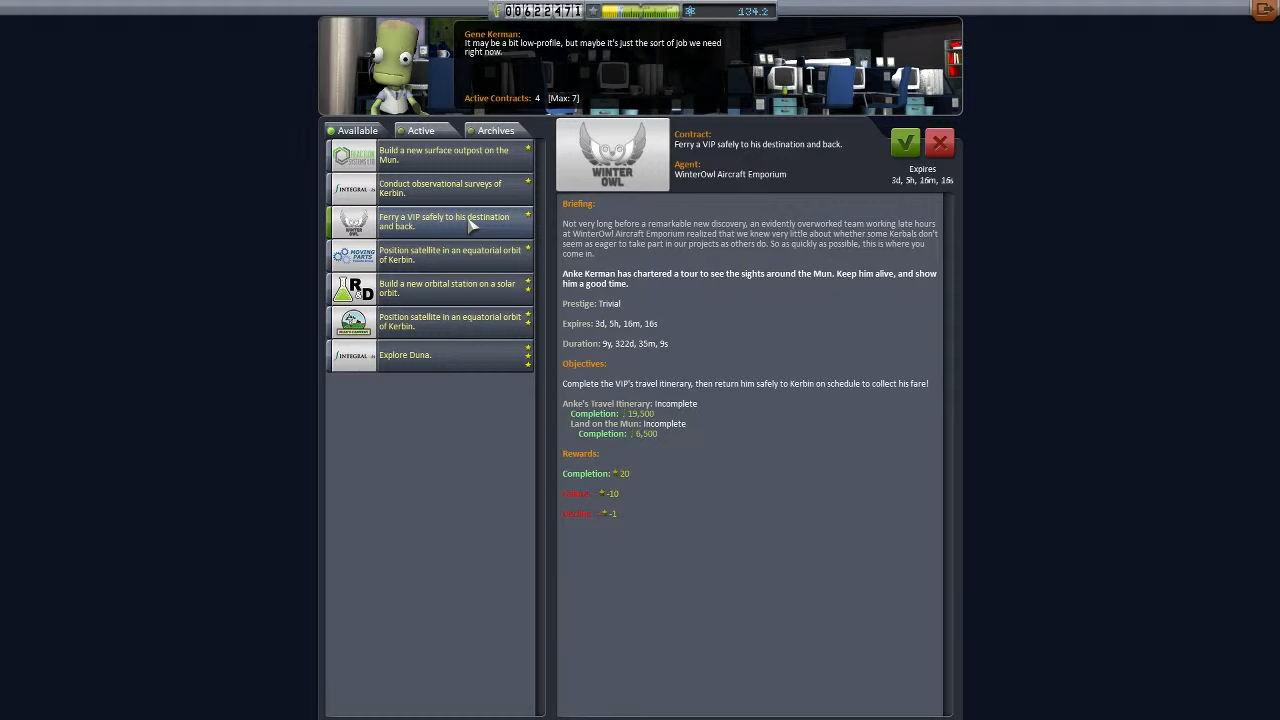 00622471
134.2
Gene Kerman:
It may be a bit low-profile, but maybe it's just the sort of job we need
right now.
Active Contracts: 4 [Max: 7]
Available
Active
Archives
REACTION
SYSTEMS LTD
Build a new surface outpost on the
Mun.
INTEGRAL
Conduct observational surveys of
Kerbin.
WINTER
OWL
Ferry a VIP safely to his destination
and back.
MOVING
PARTS
Position satellite in an equatorial orbit
of Kerbin.
R&D
Build a new orbital station on a solar
orbit.
Position satellite in an equatorial orbit
of Kerbin.
INTEGRAL
Explore Duna.
WINTER
OWL
Contract:
Ferry a VIP safely to his destination and back.
Agent:
WinterOwl Aircraft Emporium
Expires
3d, 5h, 16m, 16s
Briefing:
Not very long before a remarkable new discovery, an evidently overworked team working late hours
at WinterOwl Aircraft Emporium realized that we knew very little about whether some Kerbals don't
seem as eager to take part in our projects as others do. So as quickly as possible, this is where you
come in.
Anke Kerman has chartered a tour to see the sights around the Mun. Keep him alive, and show
him a good time.
Prestige: Trivial
Expires: 3d, 5h, 16m, 16s
Duration: 9y, 322d, 35m, 9s
Objectives:
Complete the VIP's travel itinerary, then return him safely to Kerbin on schedule to collect his fare!
Anke's Travel Itinerary: Incomplete
Completion: 19,500
Land on the Mun: Incomplete
Completion: 6,500
Rewards:
Completion: 20
Failure: -10
Decline: -1